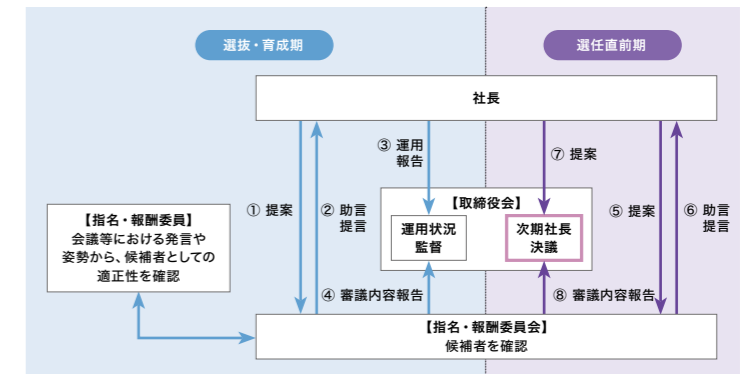 選抜・育成期
選任直前期
社長
③ 運用
報告
⑦ 提案
① 提案
② 助言
提言
【取締役会】
運用状況
監督
次期社長
決議
⑤ 提案
⑥ 助言
提言
【指名・報酬委員】
会議等における発言や
姿勢から、候補者としての
適正性を確認
④ 審議内容報告
⑧ 審議内容報告
【指名・報酬委員会】
候補者を確認